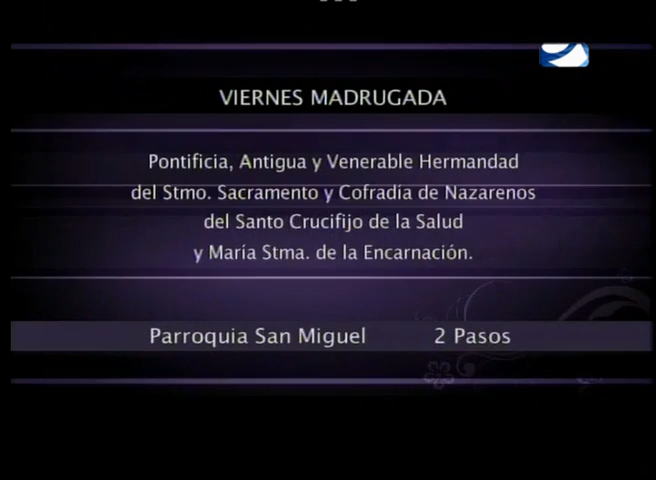 VIERNES MADRUGADA
Pontificia, Antigua y Venerable Hermandad
del Stmo. Sacramento y Cofradía de Nazarenos
del Santo Crucifijo de la Salud
y María Stma. de la Encarnación.
Parroquia San Miguel 2 Pasos